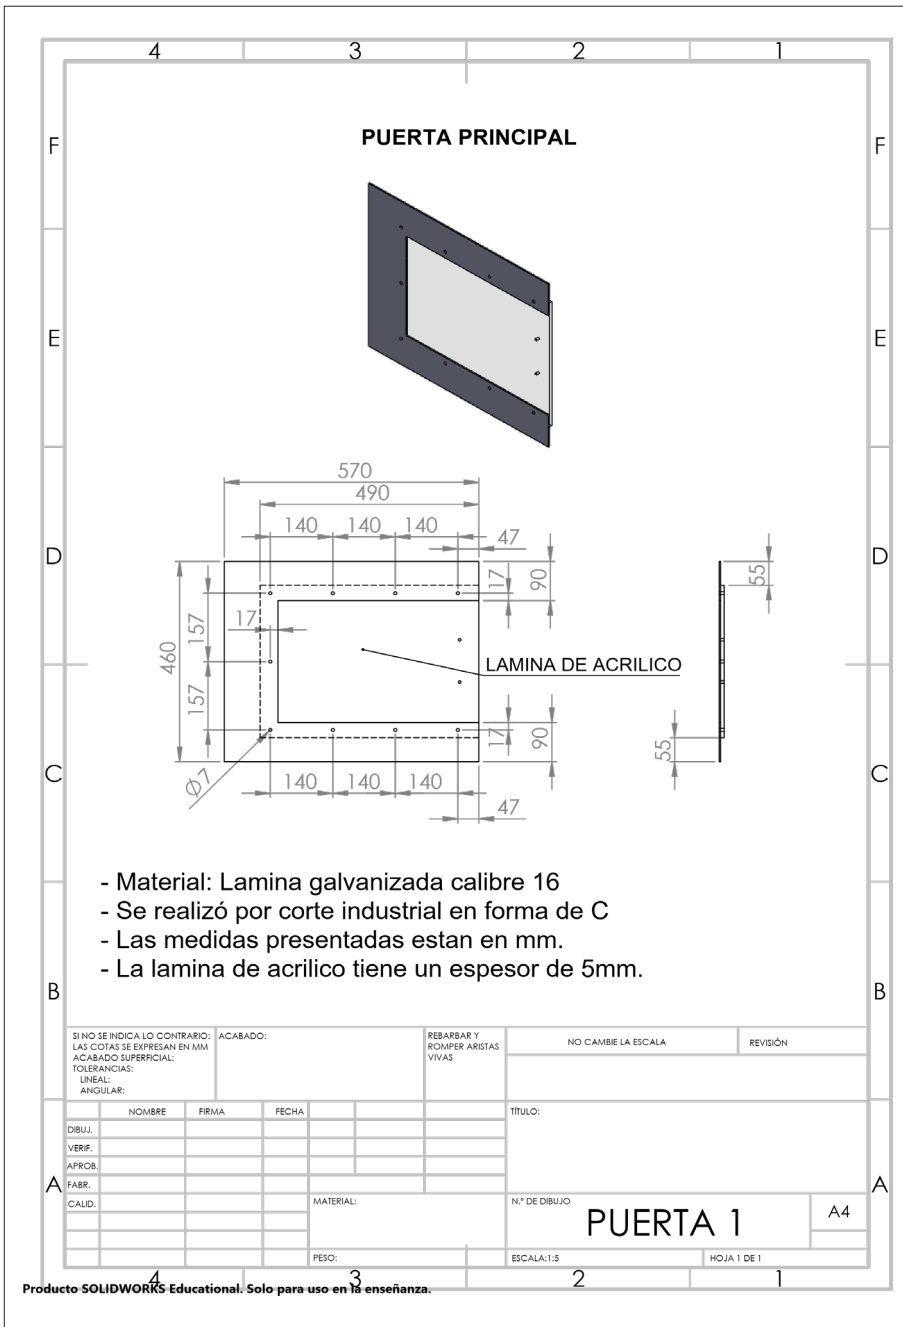 4 3 2 1
F F
PUERTA PRINCIPAL
E E
570
490
140 140 140
47
D D
17 90 55
157 17
460
LAMINA DE ACRILICO
157
17 90 55
C C
Φ7
140 140 140
47
- Material: Lamina galvanizada calibre 16
- Se realizó por corte industrial en forma de C
- Las medidas presentadas estan en mm.
- La lamina de acrilico tiene un espesor de 5mm.
B B
SI NO SE INDICA LO CONTRARIO:
LAS COTAS SE EXPRESAN EN MM
ACABADO SUPERFICIAL:
TOLERANCIAS:
LINEAL:
ANGULAR:
ACABADO:
REBARBAR Y
ROMPER ARISTAS
VIVAS
NO CAMBIE LA ESCALA
REVISIÓN
NOMBRE FIRMA FECHA
TÍTULO:
DIBUJ.
VERIF.
APROB.
FABR.
CALID.
A A
MATERIAL:
N.º DE DIBUJO
PUERTA 1
A4
PESO:
ESCALA:1:5
HOJA 1 DE 1
4 3 2 1
Producto SOLIDWORKS Educational. Solo para uso en la enseñanza.